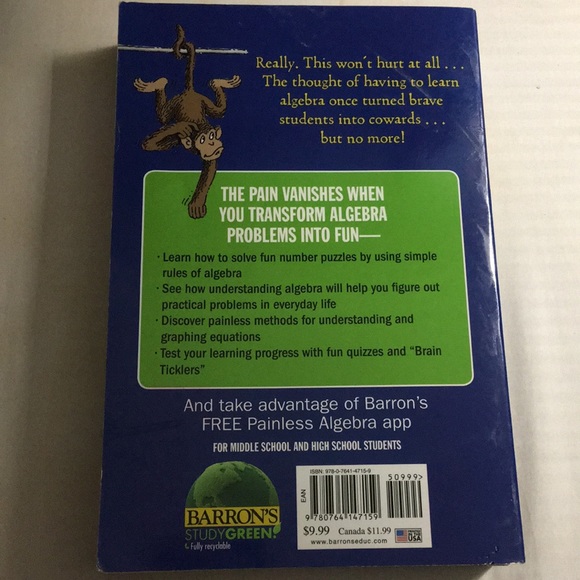 Really. This won't hurt at all . . .
The thought of having to learn
algebra once turned brave
students into cowards . . .
but no more!
THE PAIN VANISHES WHEN
YOU TRANSFORM ALGEBRA
PROBLEMS INTO FUN—
· Learn how to solve fun number puzzles by using simple
rules of algebra
· See how understanding algebra will help you figure out
practical problems in everyday life
· Discover painless methods for understanding and
graphing equations
· Test your learning progress with fun quizzes and "Brain
Ticklers"
And take advantage of Barron's
FREE Painless Algebra app
FOR MIDDLE SCHOOL AND HIGH SCHOOL STUDENTS
BARRON'S
STUDYGREEN!
Fully recyclable
ISBN: 978-0-7641-4715-9
EAN
50999>
9 780764 147159
$9.99 Canada $11.99
www.barronseduc.com
USA